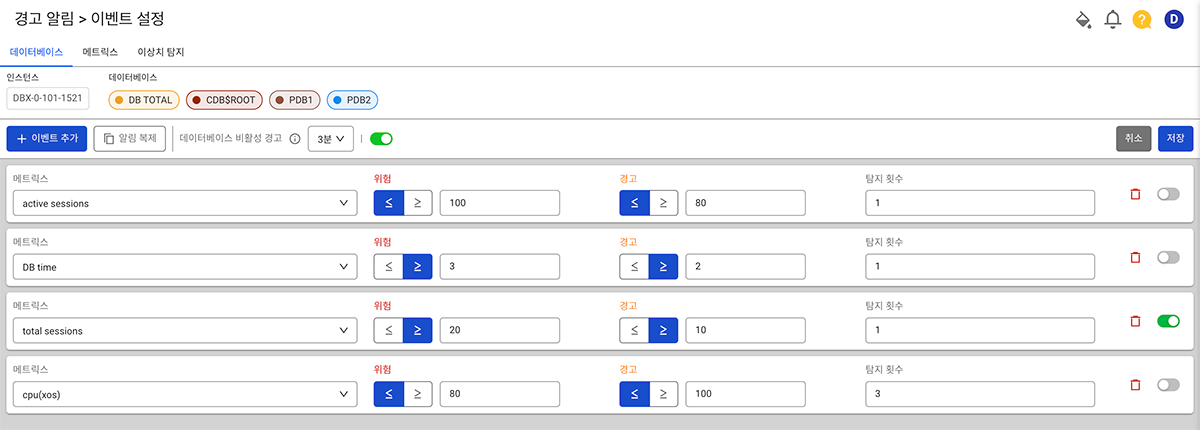 경고 알림 > 이벤트 설정
D
데이터베이스 메트릭스 이상치 탐지
인스턴스 데이터베이스
DBX-0-101-1521 DB TOTAL CDB$ROOT PDB1 PDB2
+ 이벤트 추가 알림 복제 데이터베이스 비활성 경고 3분 취소 저장
메트릭스 위험 경고 탐지 횟수
active sessions ≤ ≥ 100 ≤ ≥ 80 1
메트릭스 위험 경고 탐지 횟수
DB time ≤ ≥ 3 ≤ ≥ 2 1
메트릭스 위험 경고 탐지 횟수
total sessions ≤ ≥ 20 ≤ ≥ 10 1
메트릭스 위험 경고 탐지 횟수
cpu(xos) ≤ ≥ 80 ≤ ≥ 100 3